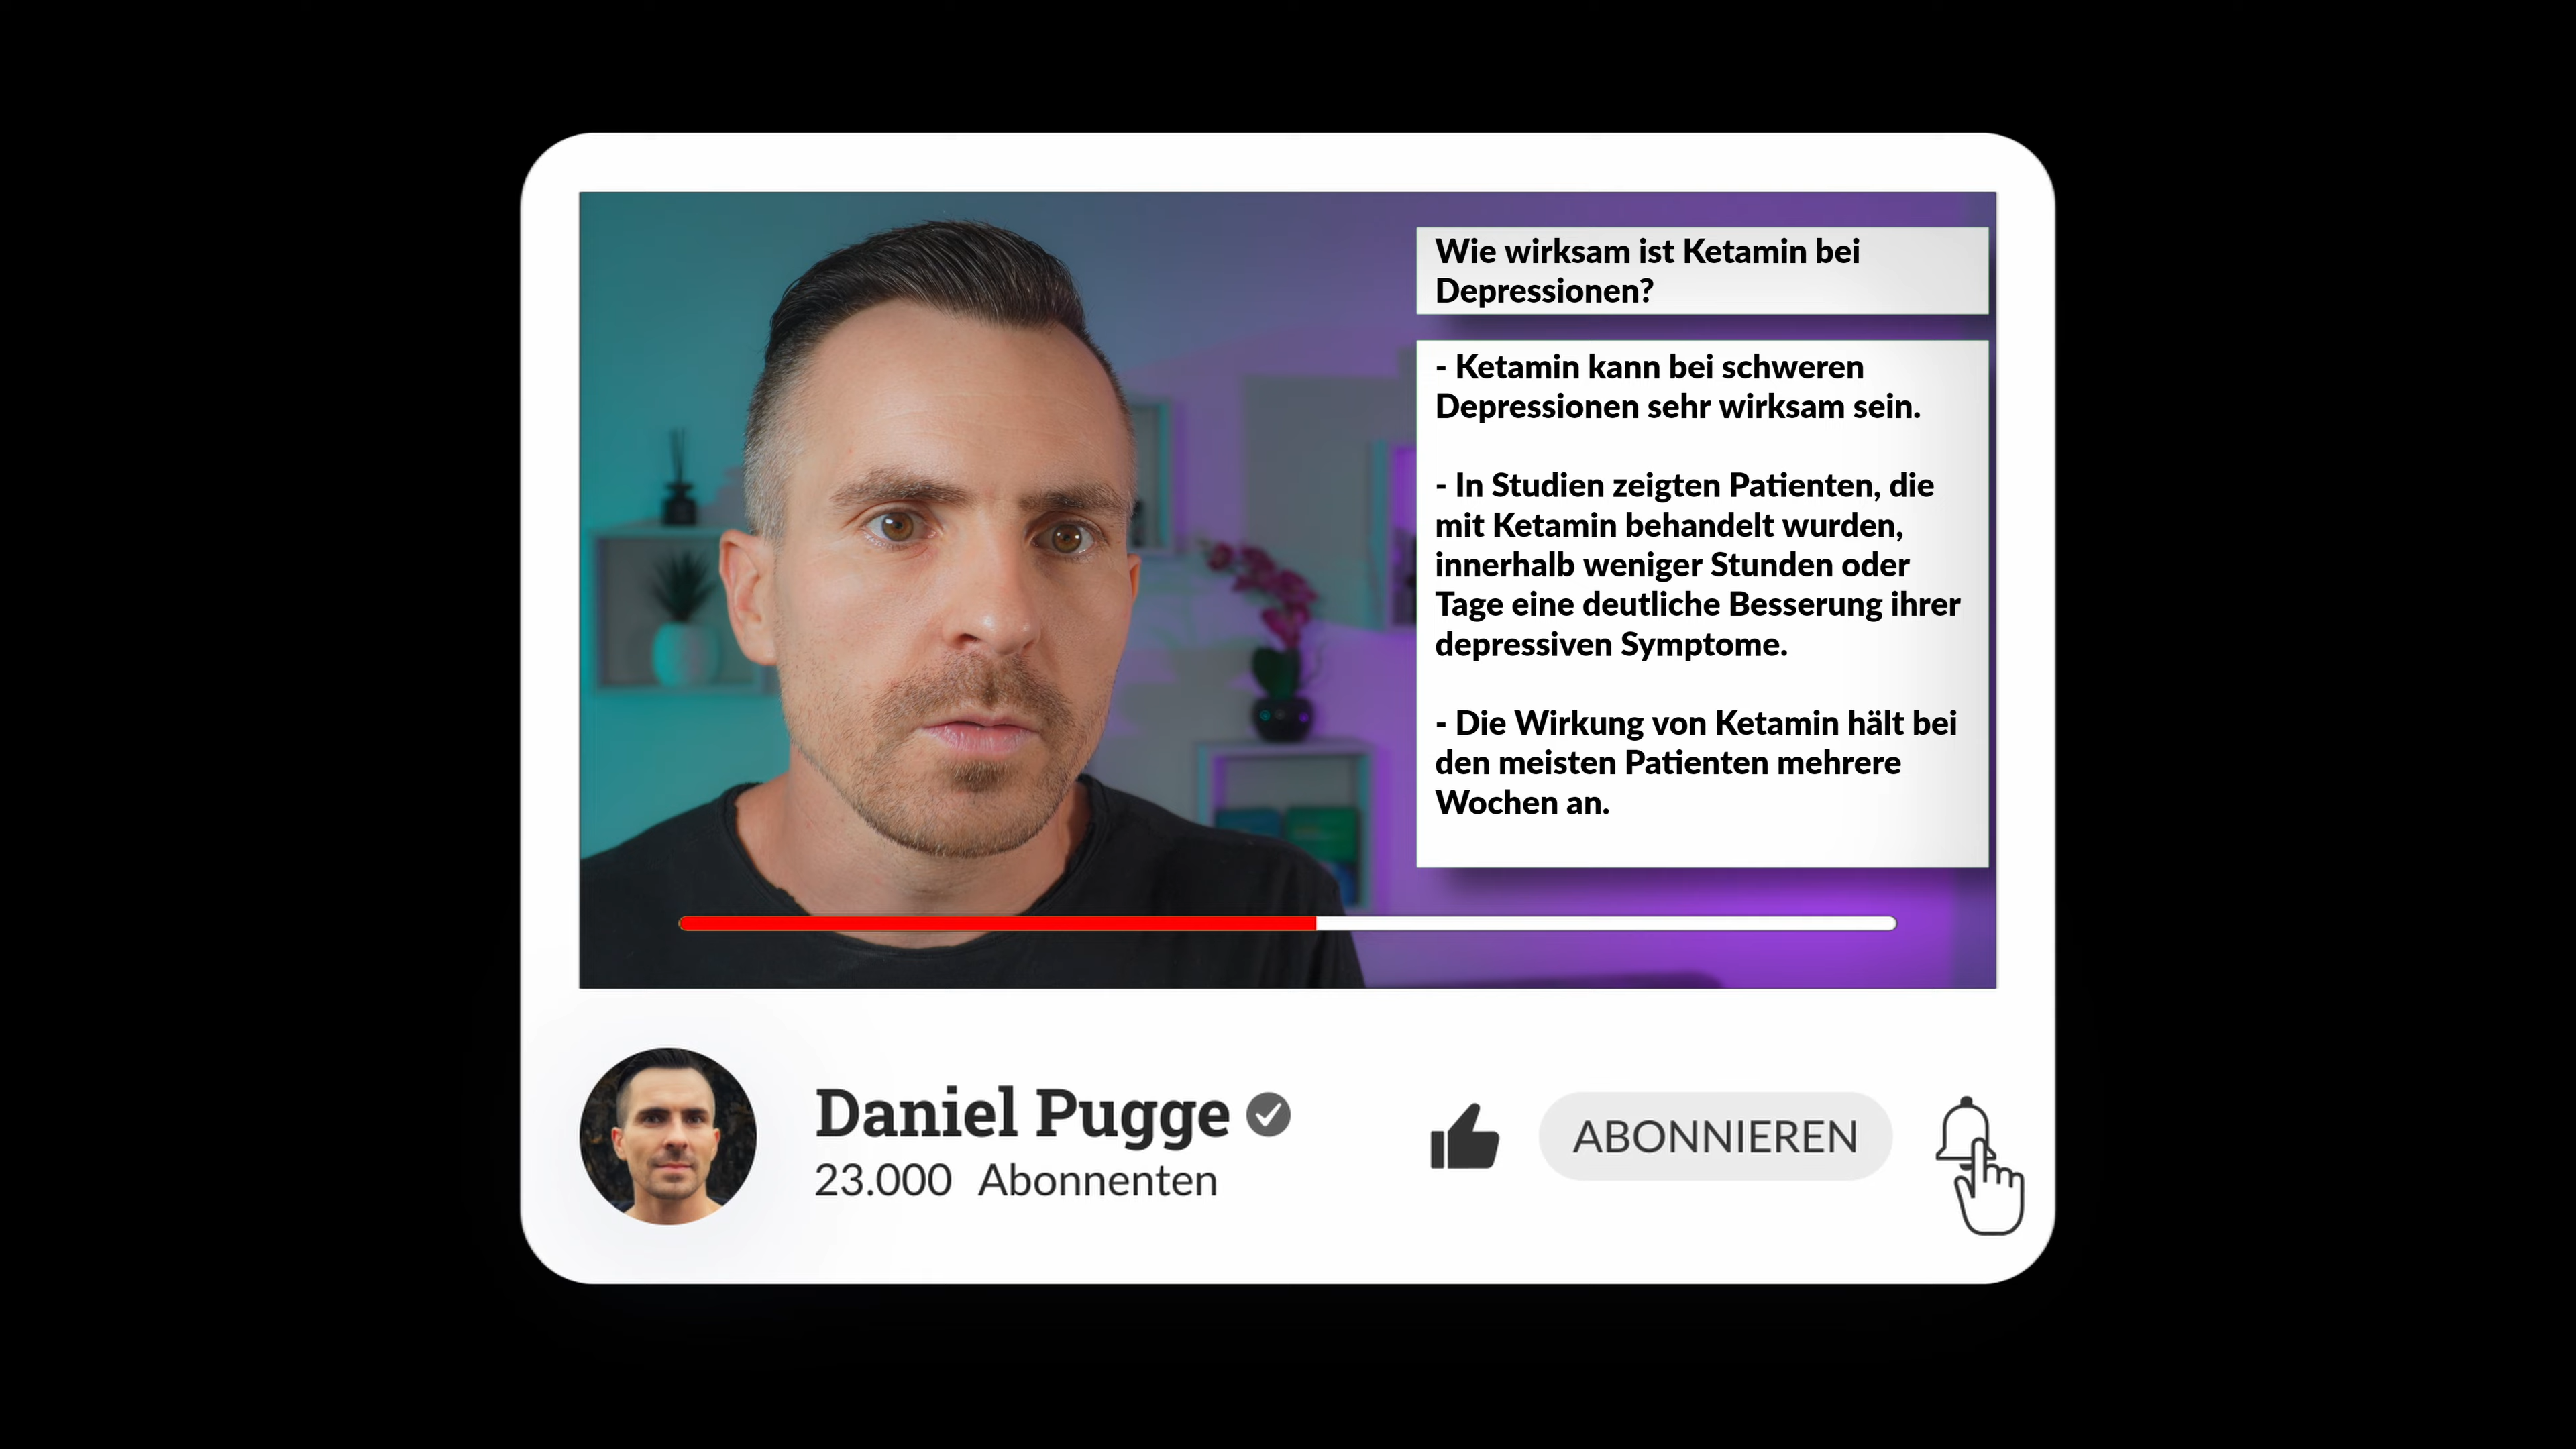 Wie wirksam ist Ketamin bei
Depressionen?
- Ketamin kann bei schweren
Depressionen sehr wirksam sein.
- In Studien zeigten Patienten, die
mit Ketamin behandelt wurden,
innerhalb weniger Stunden oder
Tage eine deutliche Besserung ihrer
depressiven Symptome.
- Die Wirkung von Ketamin hält bei
den meisten Patienten mehrere
Wochen an.
Daniel Pugge
23.000 Abonnenten
ABONNIEREN